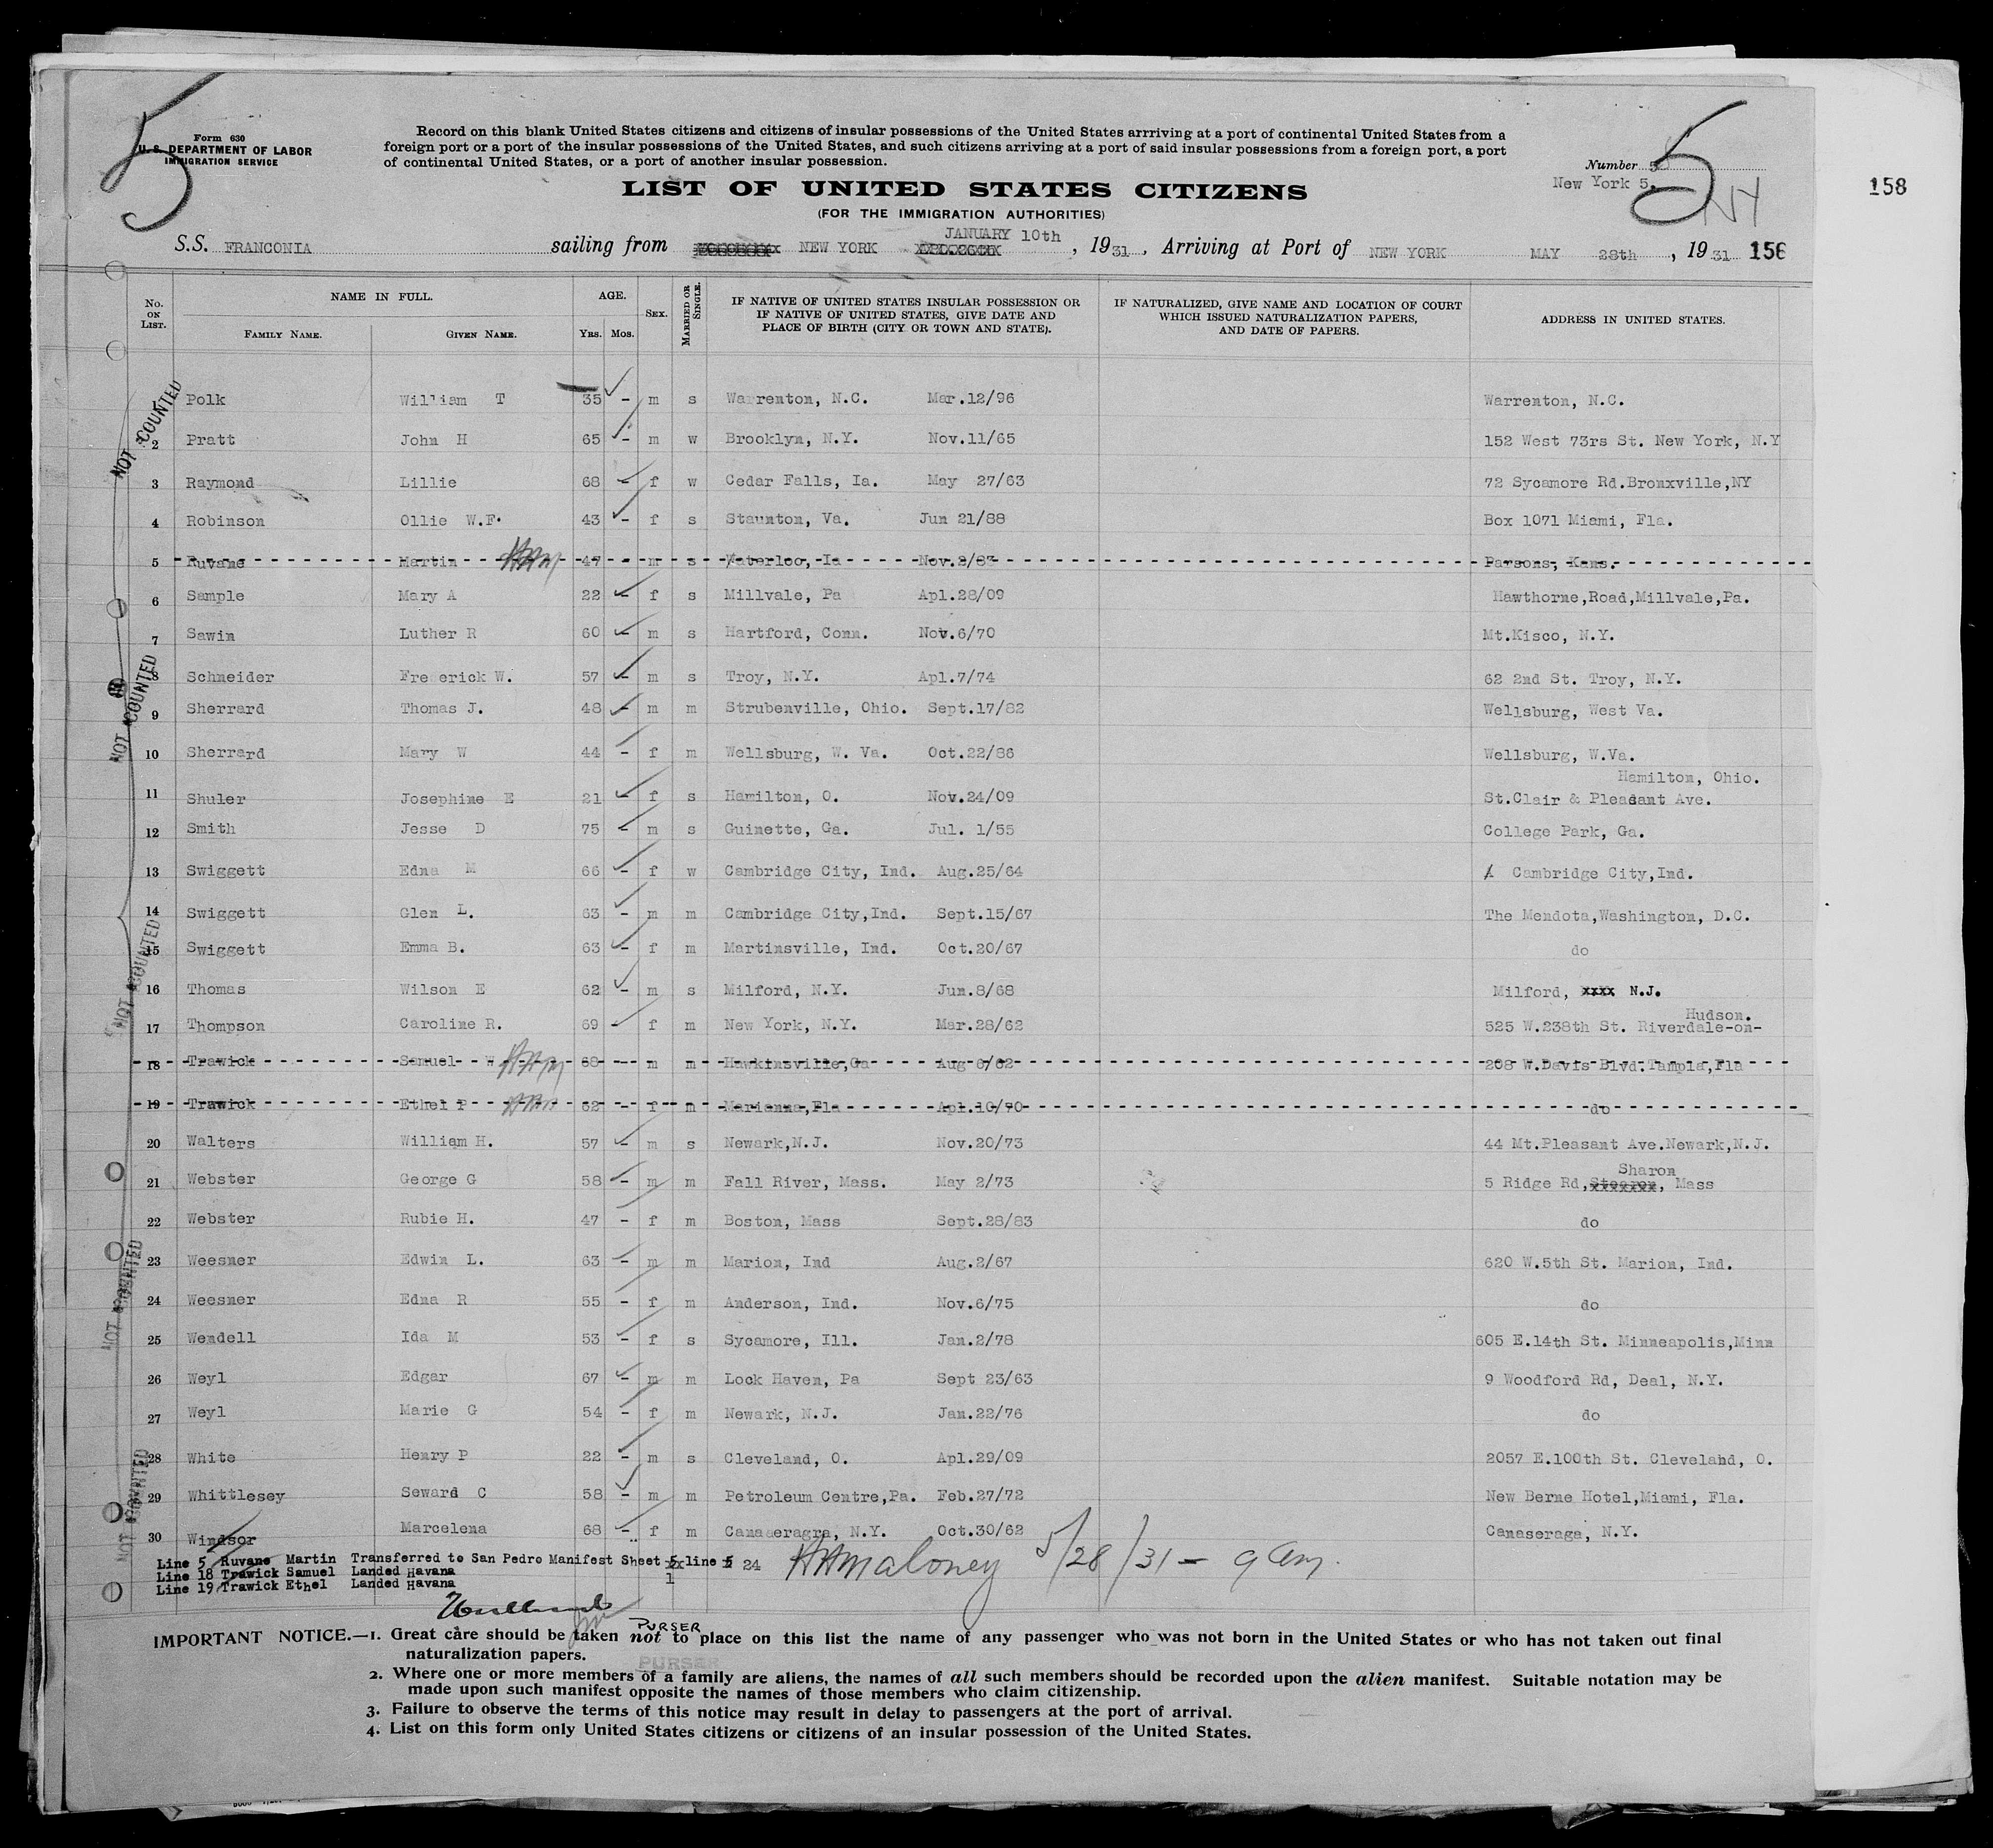 5
Form 630
U. S. DEPARTMENT OF LABOR
IMMIGRATION SERVICE
Record on this blank United States citizens and citizens of insular possessions of the United States arrriving at a port of continental United States from a
foreign port or a port of the insular possessions of the United States, and such citizens arriving at a port of said insular possessions from a foreign port, a port
of continental United States, or a port of another insular possession.
Number 5
New York 5.
5
158
LIST OF UNITED STATES CITIZENS
(FOR THE IMMIGRATION AUTHORITIES)
S.S. FRANCONIA sailing from NEW YORK JANUARY 10th, 1931, Arriving at Port of NEW YORK MAY 28th, 1931 156
No. ON LIST. NAME IN FULL. AGE. SEX. MARRIED OR SINGLE. IF NATIVE OF UNITED STATES INSULAR POSSESSION OR IF NATIVE OF UNITED STATES, GIVE DATE AND PLACE OF BIRTH (CITY OR TOWN AND STATE). IF NATURALIZED, GIVE NAME AND LOCATION OF COURT WHICH ISSUED NATURALIZATION PAPERS, AND DATE OF PAPERS. ADDRESS IN UNITED STATES.
FAMILY NAME. GIVEN NAME. YRS. MOS.
NOT COUNTED
1 Polk William T 35 - m s Warrenton, N.C. Mar.12/96 Warrenton, N.C.
2 Pratt John H 65 - m w Brooklyn, N.Y. Nov.11/65 152 West 73rs St. New York, N.Y
3 Raymond Lillie 68 - f w Cedar Falls, Ia. May 27/63 72 Sycamore Rd.Bronxville,NY
4 Robinson Ollie W.F. 43 - f s Staunton, Va. Jun 21/88 Box 1071 Miami, Fla.
5 Ruvane Martin 47 - m s Waterloo, Ia Nov.2/83 Parsons, Kans.
6 Sample Mary A 22 - f s Millvale, Pa Apl.28/09 Hawthorne,Road,Millvale,Pa.
7 Sawin Luther R 60 - m s Hartford, Conn. Nov.6/70 Mt.Kisco, N.Y.
NOT COUNTED
8 Schneider Frederick W. 57 - m s Troy, N.Y. Apl.7/74 62 2nd St. Troy, N.Y.
9 Sherrard Thomas J. 48 - m m Strubenville, Ohio. Sept.17/82 Wellsburg, West Va.
10 Sherrard Mary W 44 - f m Wellsburg, W. Va. Oct.22/86 Wellsburg, W.Va.
Hamilton, Ohio.
11 Shuler Josephine E 21 - f s Hamilton, O. Nov.24/09 St.Clair & Pleasant Ave.
12 Smith Jesse D 75 - m s Guinette, Ga. Jul. 1/55 College Park, Ga.
13 Swiggett Edna M 66 - f w Cambridge City, Ind. Aug.25/64 Cambridge City,Ind.
14 Swiggett Glen L. 63 - m m Cambridge City,Ind. Sept.15/67 The Mendota,Washington, D.C.
NOT COUNTED
15 Swiggett Emma B. 63 - f m Martinsville, Ind. Oct.20/67 do
16 Thomas Wilson E 62 - m s Milford, N.Y. Jun.8/68 Milford, xxxx N.J.
Hudson.
17 Thompson Caroline R. 69 f m New York, N.Y. Mar.28/62 525 W.238th St. Riverdale-on-
18 Trawick Samuel W 68 - m m Hawkinsville,Ga Aug 6/62 208 W.Davis Blvd.Tampla,Fla
19 Trawick Ethel P 62 - f m Marianna,Fla Apl.10/70 do
20 Walters William H. 57 - m s Newark,N.J. Nov.20/73 44 Mt.Pleasant Ave.Newark,N.J.
Sharon
21 Webster George G 58 - m m Fall River, Mass. May 2/73 5 Ridge Rd, , Mass
22 Webster Rubie H. 47 - f m Boston, Mass Sept.28/83 do
NOT COUNTED
23 Weesner Edwin L. 63 - m m Marion, Ind Aug.2/67 620 W.5th St. Marion, Ind.
24 Weesner Edna R 55 - f m Anderson, Ind. Nov.6/75 do
25 Wendell Ida M 53 - f s Sycamore, Ill. Jan.2/78 605 E.14th St. Minneapolis,Minn
26 Weyl Edgar 67 - m m Lock Haven, Pa Sept 23/63 9 Woodford Rd, Deal, N.Y.
27 Weyl Marie G 54 - f m Newark, N.J. Jan.22/76 do
28 White Henry P 22 - m s Cleveland, O. Apl.29/09 2057 E.100th St. Cleveland, O.
NOT COUNTED
29 Whittlesey Seward C 58 - m m Petroleum Centre,Pa. Feb.27/72 New Berne Hotel,Miami, Fla.
30 Windsor Marcelena 68 - f m Canaseragra, N.Y. Oct.30/62 Canaseraga, N.Y.
Line 5 Ruvane Martin Transferred to San Pedro Manifest Sheet 1 line 24
Line 18 Trawick Samuel Landed Havana
Line 19 Trawick Ethel Landed Havana
Maloney 5/28/31 - 9 am.
PURSER
PURSER
IMPORTANT NOTICE.—1. Great care should be taken not to place on this list the name of any passenger who was not born in the United States or who has not taken out final
naturalization papers.
2. Where one or more members of a family are aliens, the names of all such members should be recorded upon the alien manifest. Suitable notation may be
made upon such manifest opposite the names of those members who claim citizenship.
3. Failure to observe the terms of this notice may result in delay to passengers at the port of arrival.
4. List on this form only United States citizens or citizens of an insular possession of the United States.